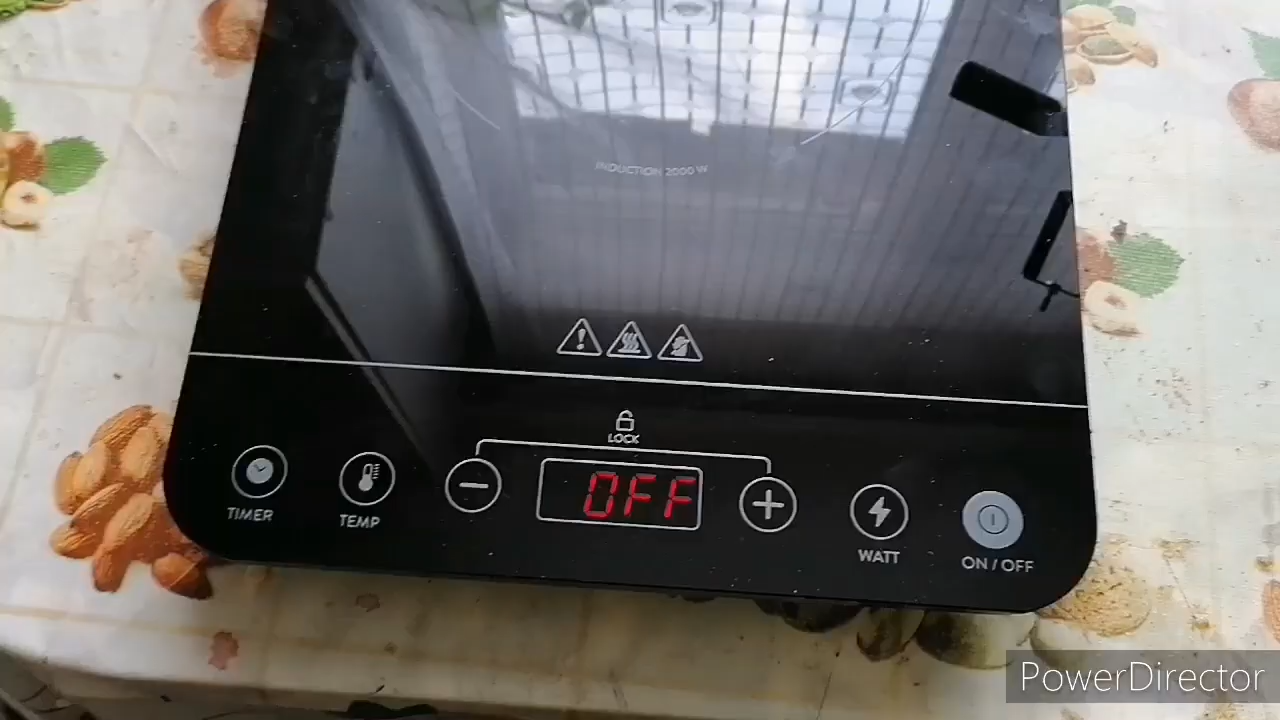 INDUCTION 2000 W
LOCK
OFF
TIMER
TEMP
WATT
ON / OFF
PowerDirector